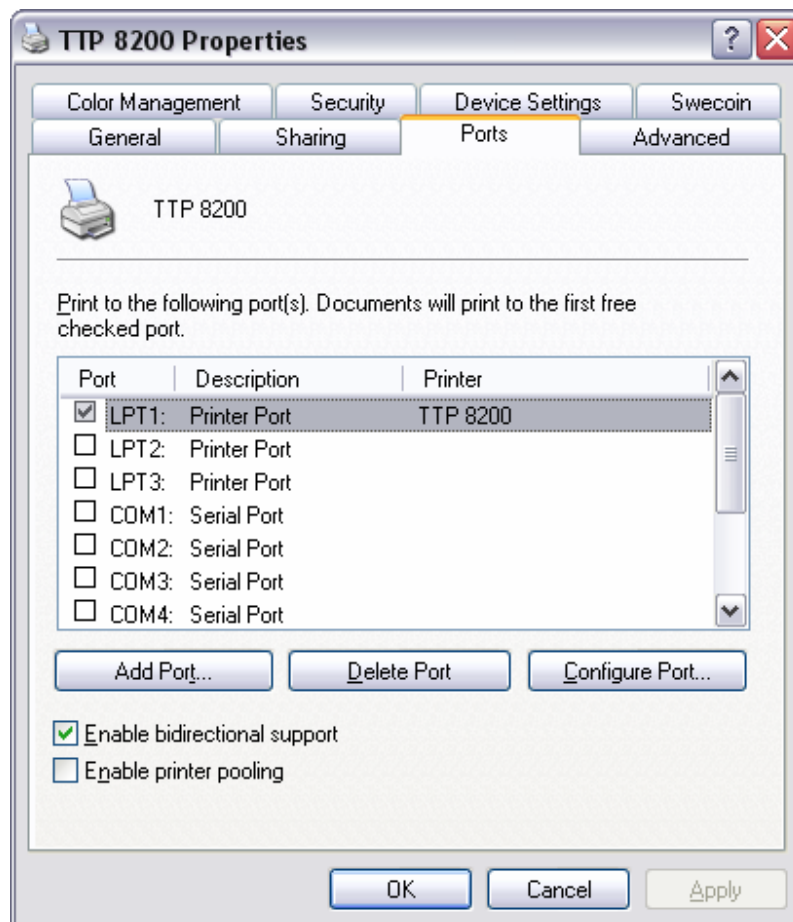 TTP 8200 Properties
?
Color Management Security Device Settings Swecoin
General Sharing Ports Advanced
TTP 8200
Print to the following port(s). Documents will print to the first free
checked port.
Port Description Printer
LPT1: Printer Port TTP 8200
LPT2: Printer Port
LPT3: Printer Port
COM1: Serial Port
COM2: Serial Port
COM3: Serial Port
COM4: Serial Port
Add Port... Delete Port Configure Port...
Enable bidirectional support
Enable printer pooling
OK Cancel Apply